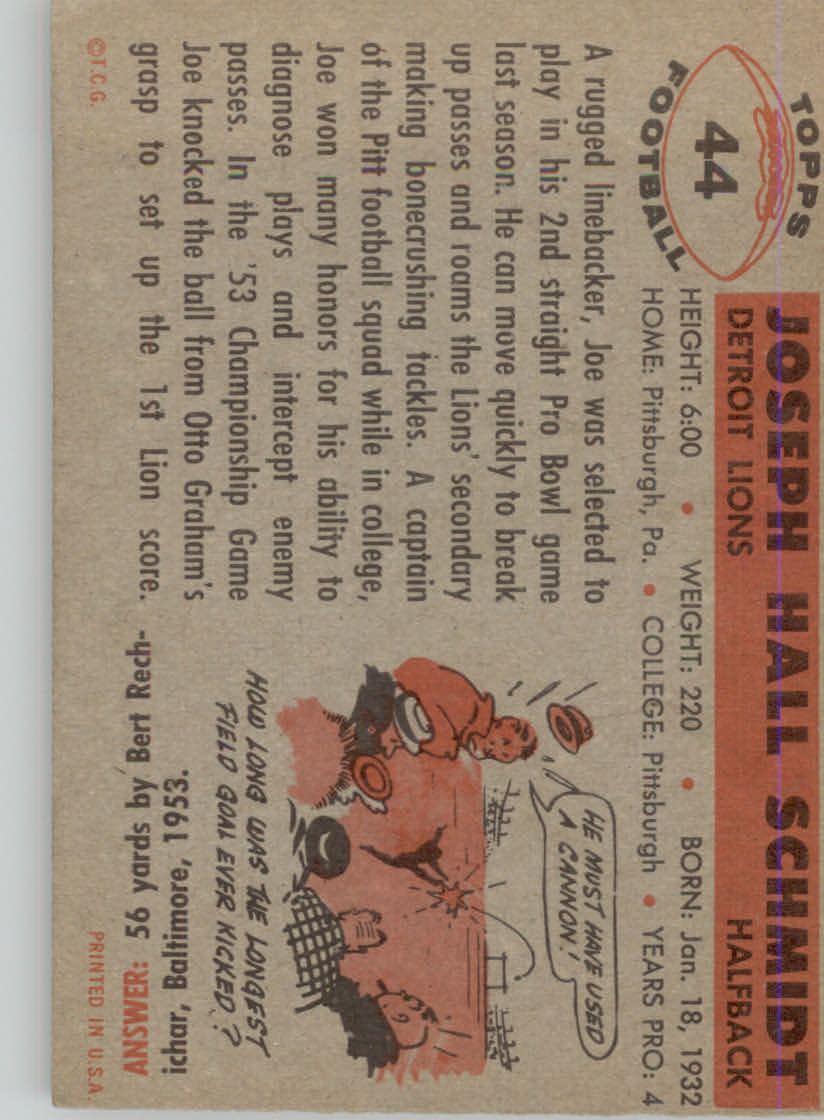 TOPPS
44
FOOTBALL
JOSEPH HALL SCHMIDT
DETROIT LIONS HALFBACK
HEIGHT: 6:00 • WEIGHT: 220 • BORN: Jan. 18, 1932
HOME: Pittsburgh, Pa. • COLLEGE: Pittsburgh • YEARS PRO: 4
A rugged linebacker, Joe was selected to
play in his 2nd straight Pro Bowl game
last season. He can move quickly to break
up passes and roams the Lions' secondary
making bonecrushing tackles. A captain
of the Pitt football squad while in college,
Joe won many honors for his ability to
diagnose plays and intercept enemy
passes. In the '53 Championship Game
Joe knocked the ball from Otto Graham's
grasp to set up the 1st Lion score.
HE MUST HAVE USED
A CANNON!
HOW LONG WAS THE LONGEST
FIELD GOAL EVER KICKED?
ANSWER: 56 yards by Bert Rech-
ichar, Baltimore, 1953.
©T.C.G.
PRINTED IN U.S.A.